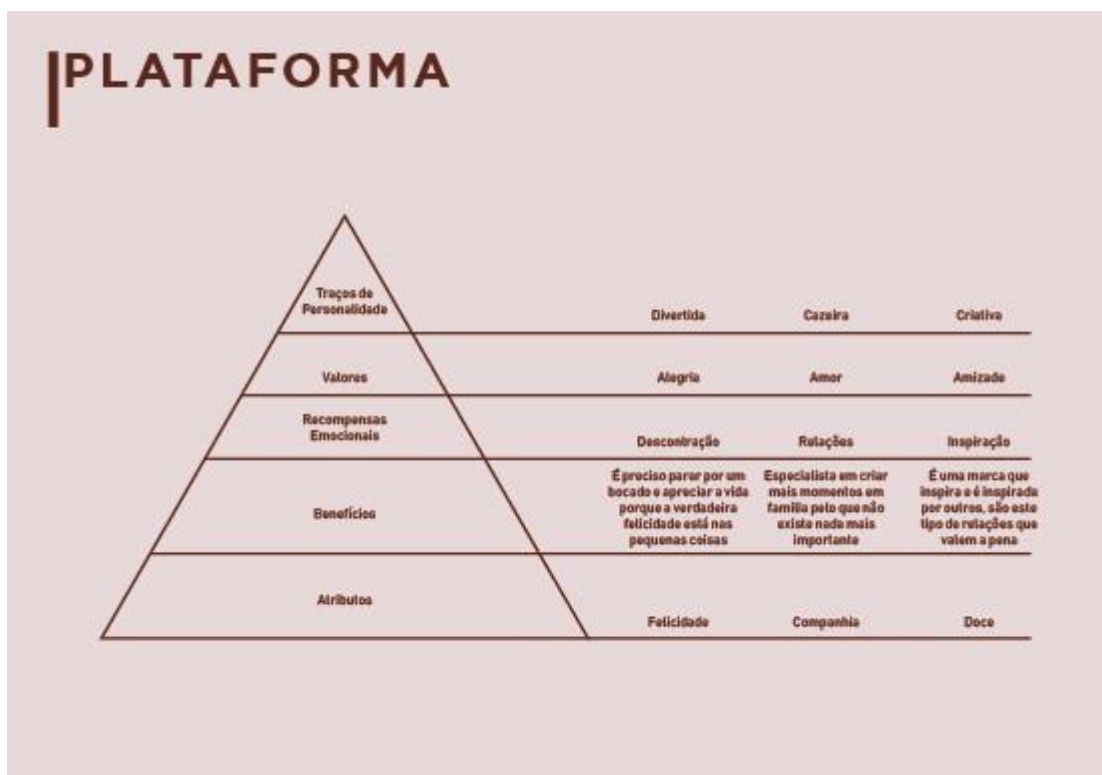 PLATAFORMA
Traços de
Personalidade
Divertida
Cazeira
Criativa
Valores
Alegria
Amor
Amizade
Recompensas
Emocionais
Descontração
Relações
Inspiração
Benefícios
É preciso parar por um
bocado e apreciar a vida
porque a verdadeira
felicidade está nas
pequenas coisas
Especialista em criar
mais momentos em
família pelo que não
existe nada mais
importante
É uma marca que
inspira e é inspirada
por outros, são este
tipo de relações que
valem a pena
Atributos
Felicidade
Companhia
Doce